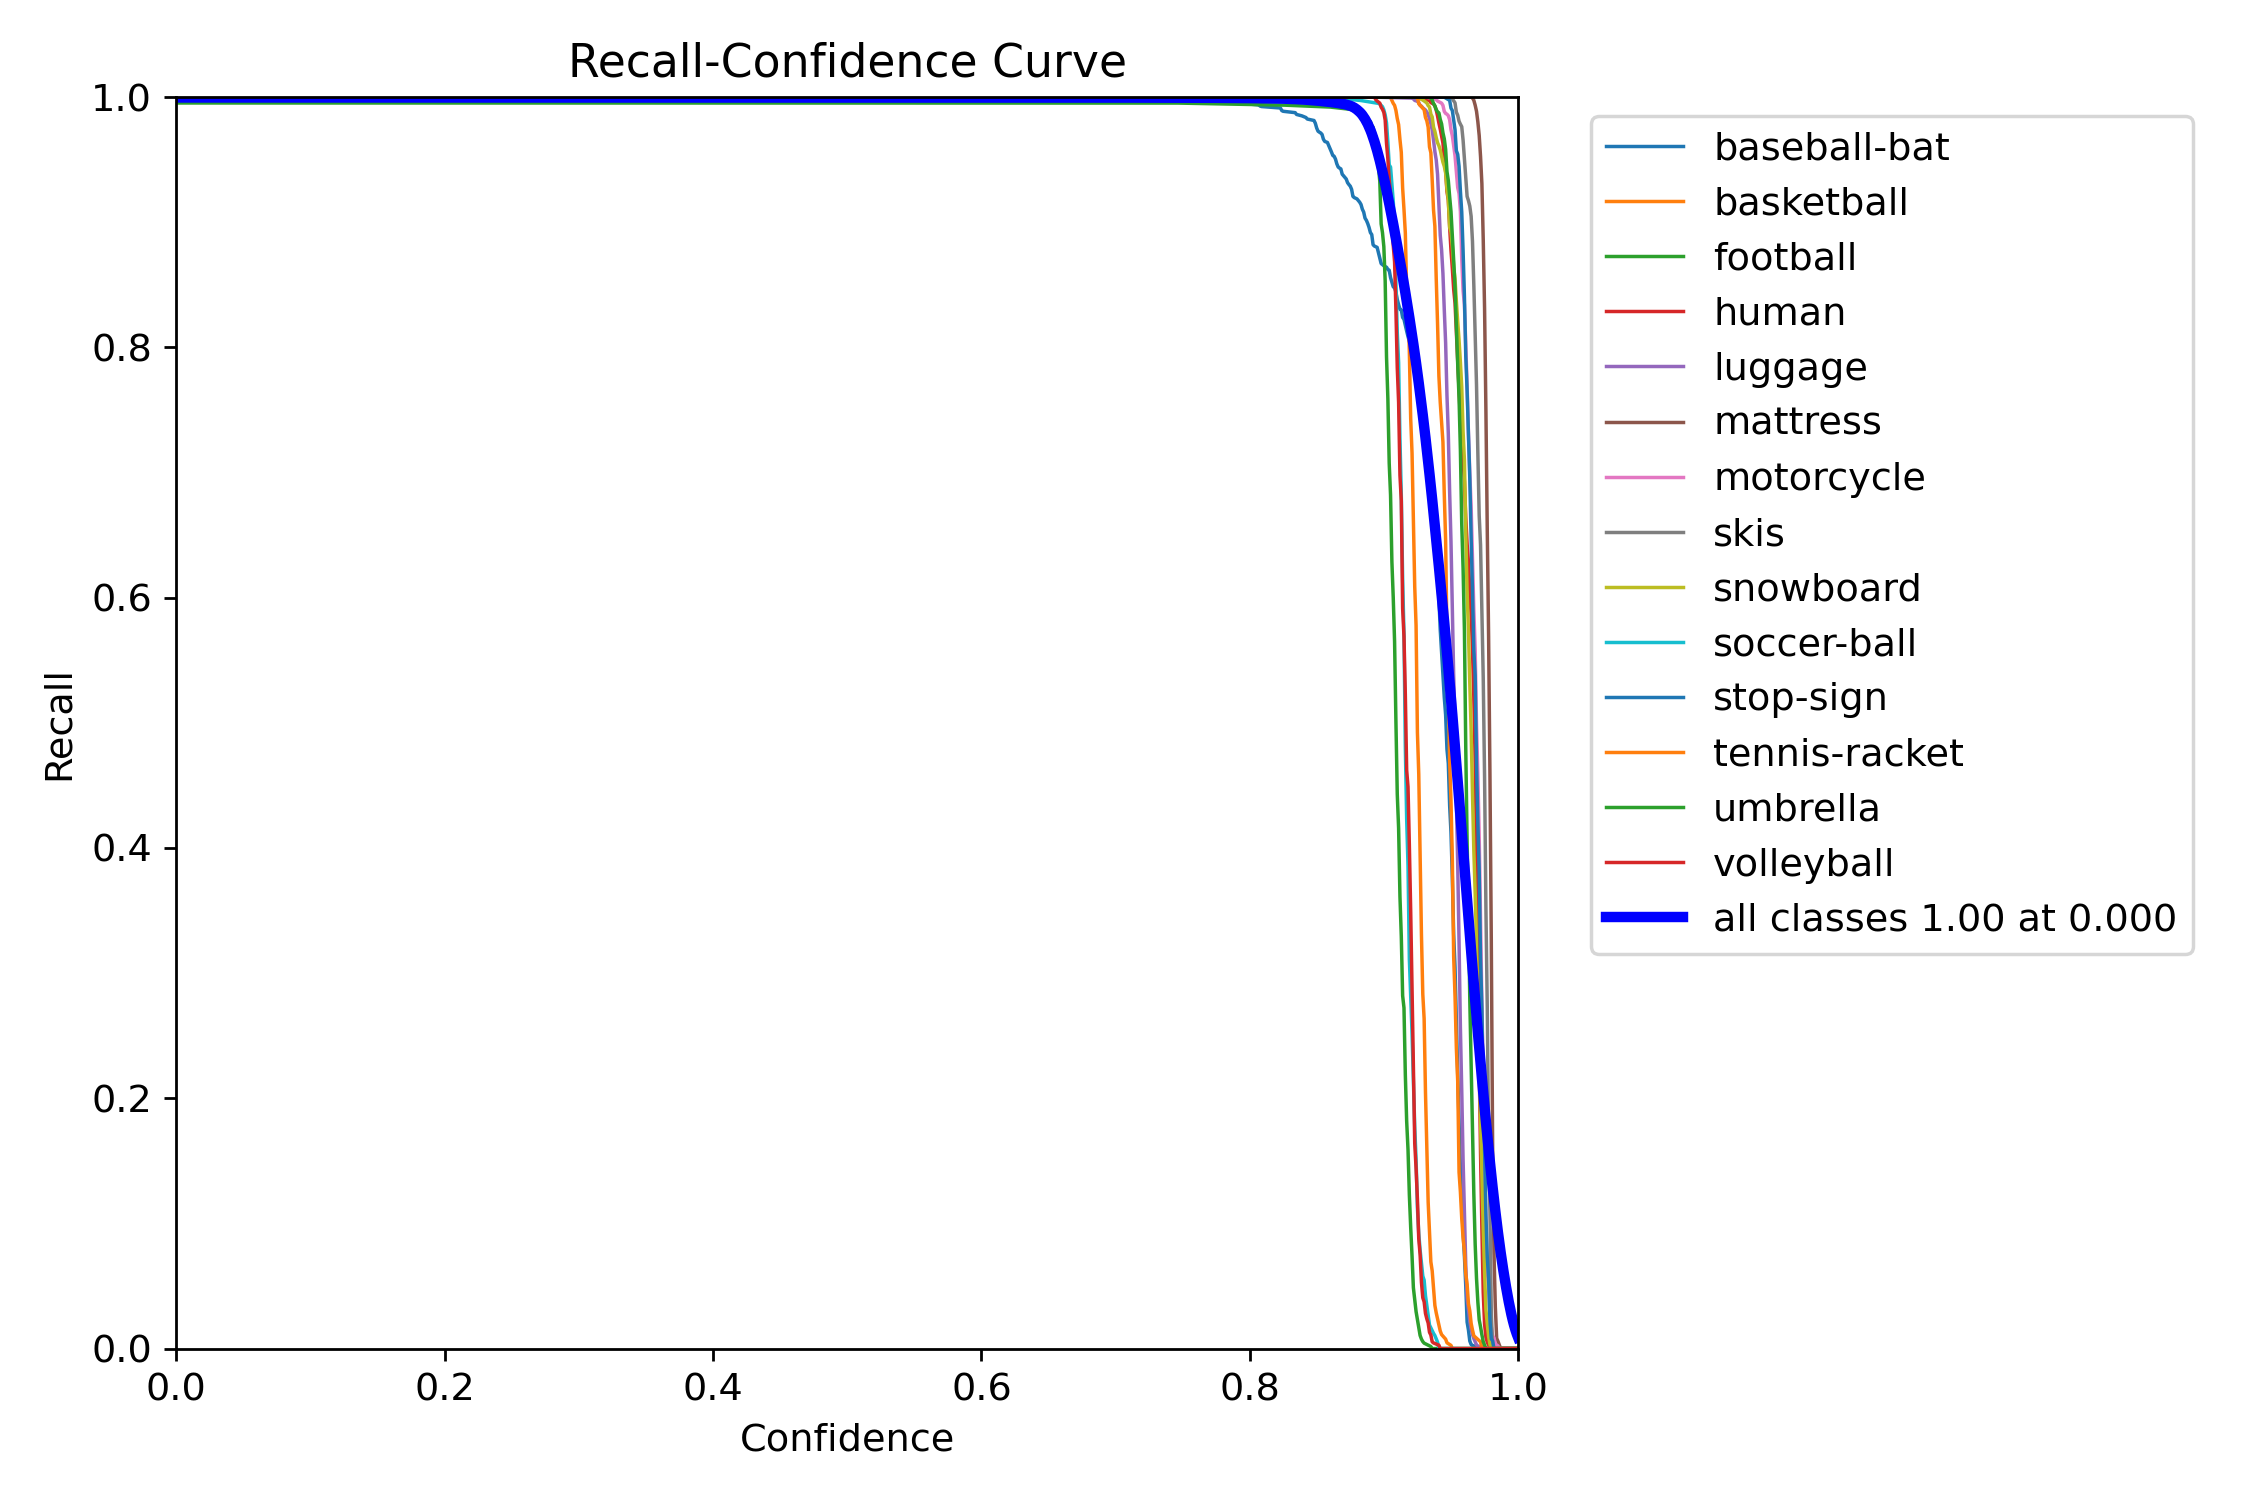 Recall-Confidence Curve
1.0
0.8
0.6
0.4
0.2
0.0
Recall
0.0 0.2 0.4 0.6 0.8 1.0
Confidence
baseball-bat
basketball
football
human
luggage
mattress
motorcycle
skis
snowboard
soccer-ball
stop-sign
tennis-racket
umbrella
volleyball
all classes 1.00 at 0.000